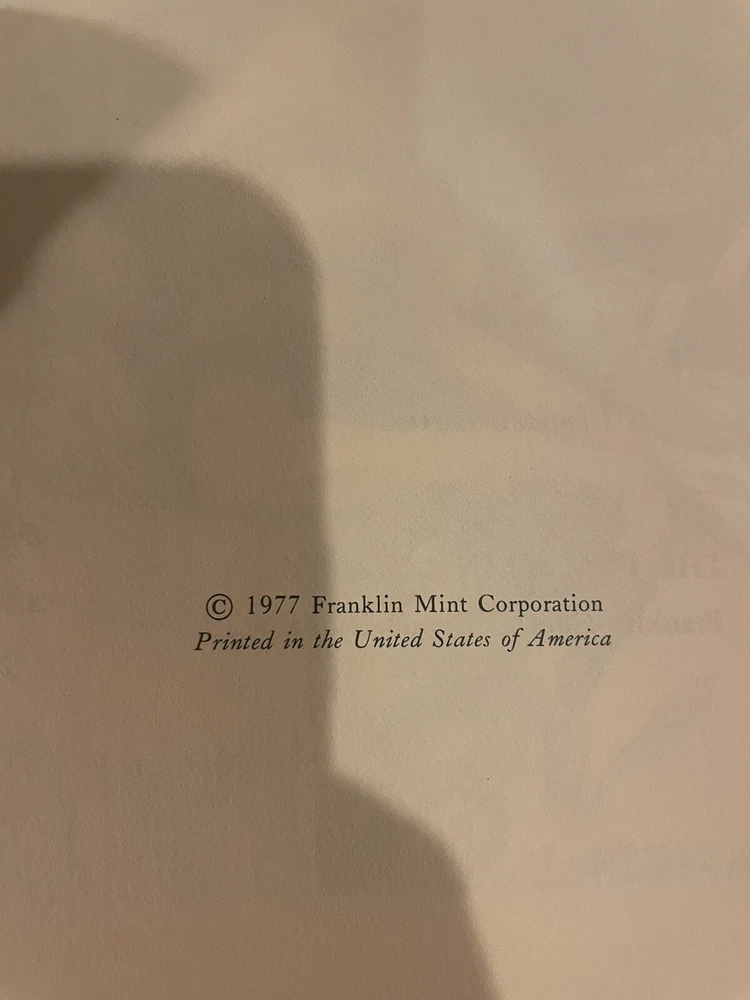 © 1977 Franklin Mint Corporation
Printed in the United States of America